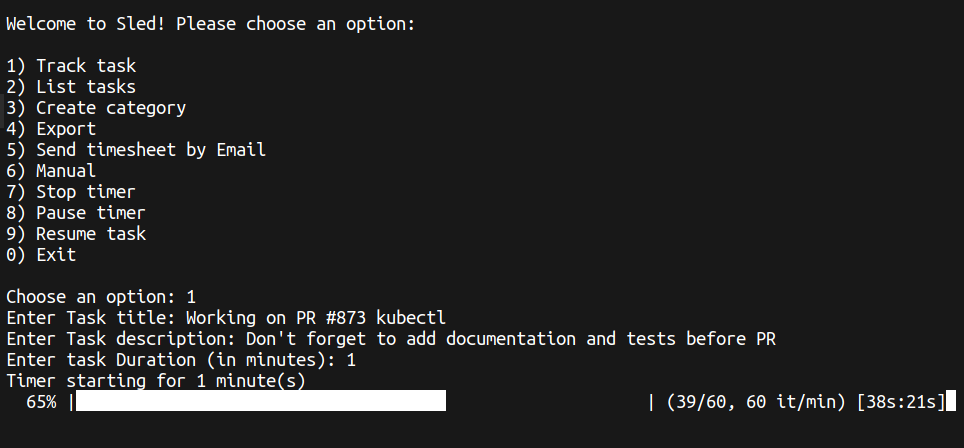 Welcome to Sled! Please choose an option:
1) Track task
2) List tasks
3) Create category
4) Export
5) Send timesheet by Email
6) Manual
7) Stop timer
8) Pause timer
9) Resume task
0) Exit
Choose an option: 1
Enter Task title: Working on PR #873 kubectl
Enter Task description: Don't forget to add documentation and tests before PR
Enter task Duration (in minutes): 1
Timer starting for 1 minute(s)
65% | | (39/60, 60 it/min) [38s:21s]